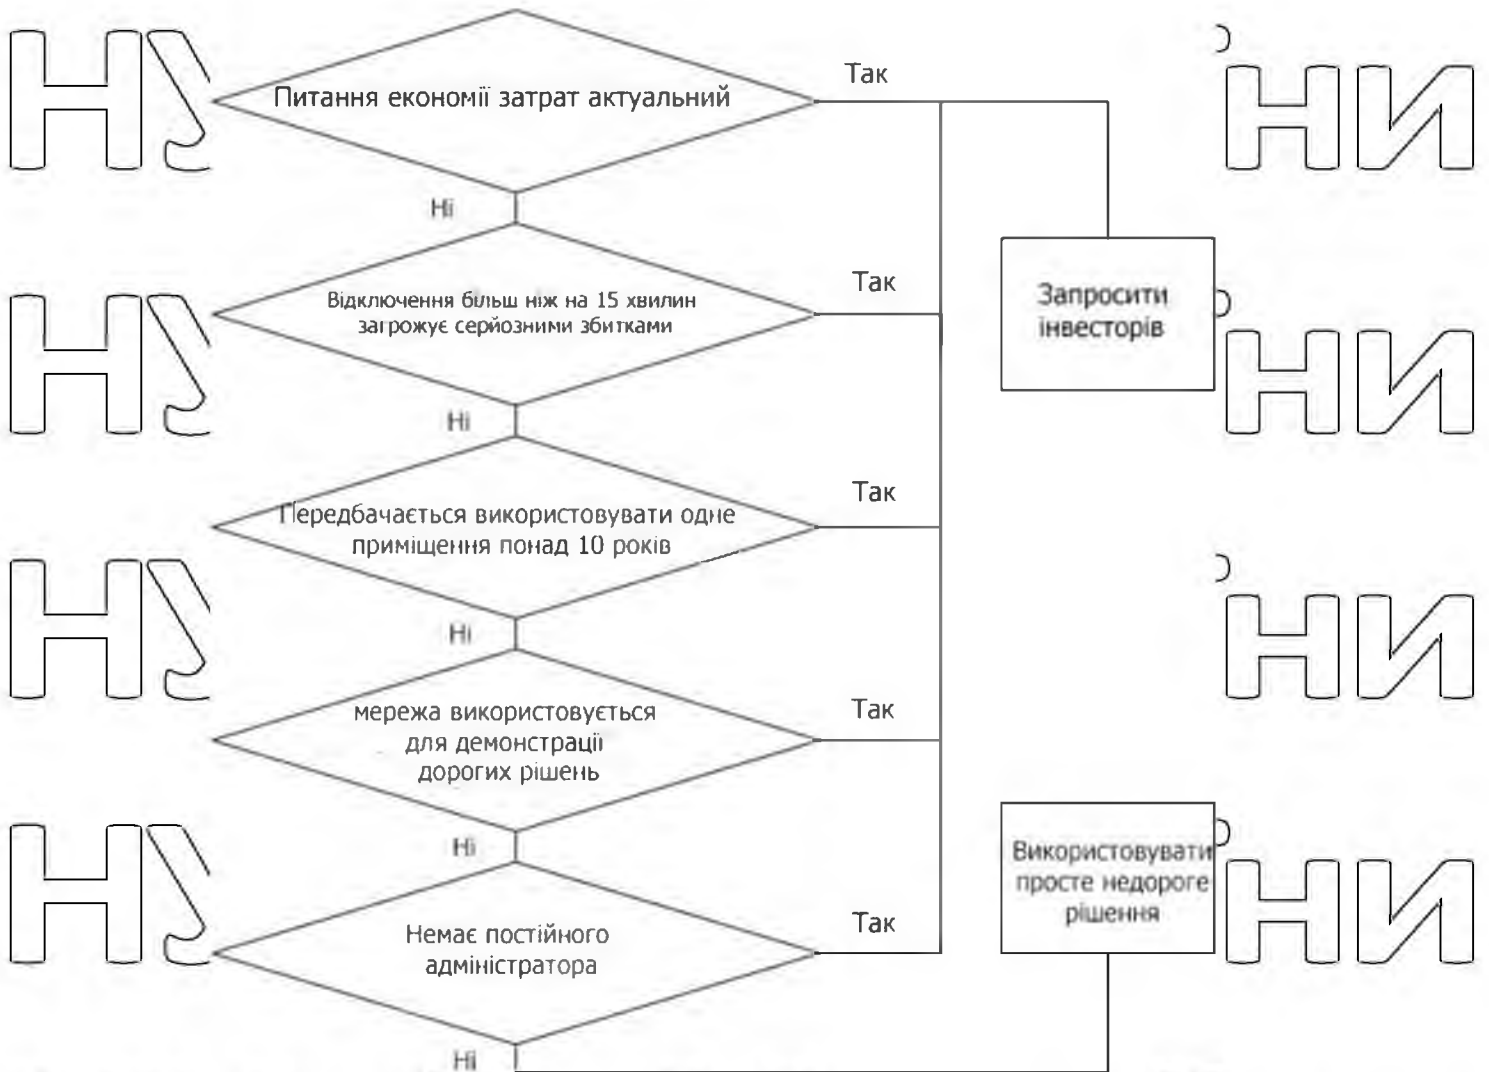 Питання економії затрат актуальний
Так
Ні
Відключення більш ніж на 15 хвилин
загрожує серйозними збитками
Так
Запросити
інвесторів
Ні
Передбачається використовувати одне
приміщення понад 10 років
Так
Ні
мережа використовується
для демонстрації
дорогих рішень
Так
Ні
Використовувати
просте недороге
рішення
Немає постійного
адміністратора
Так
Ні